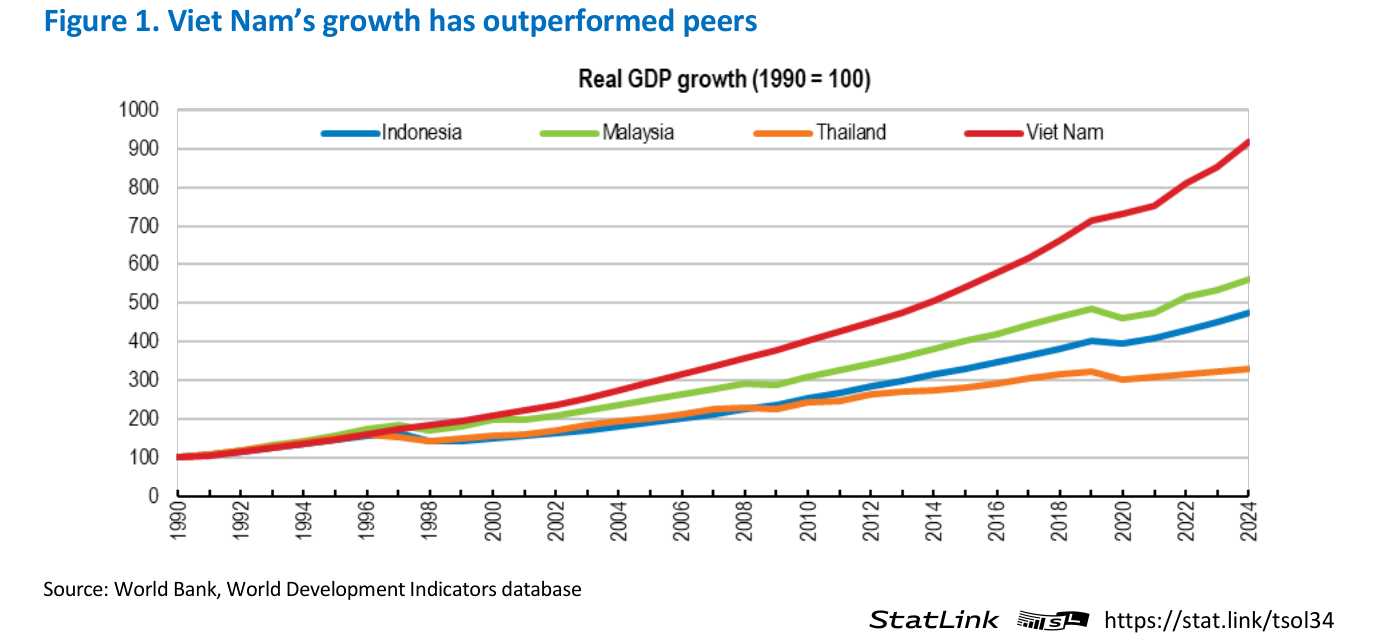 Figure 1. Viet Nam’s growth has outperformed peers
Real GDP growth (1990 = 100)
1000
900
800
700
600
500
400
300
200
100
0
Indonesia Malaysia Thailand Viet Nam
1990 1992 1994 1996 1998 2000 2002 2004 2006 2008 2010 2012 2014 2016 2018 2020 2022 2024
Source: World Bank, World Development Indicators database
StatLink SL https://stat.link/tsol34